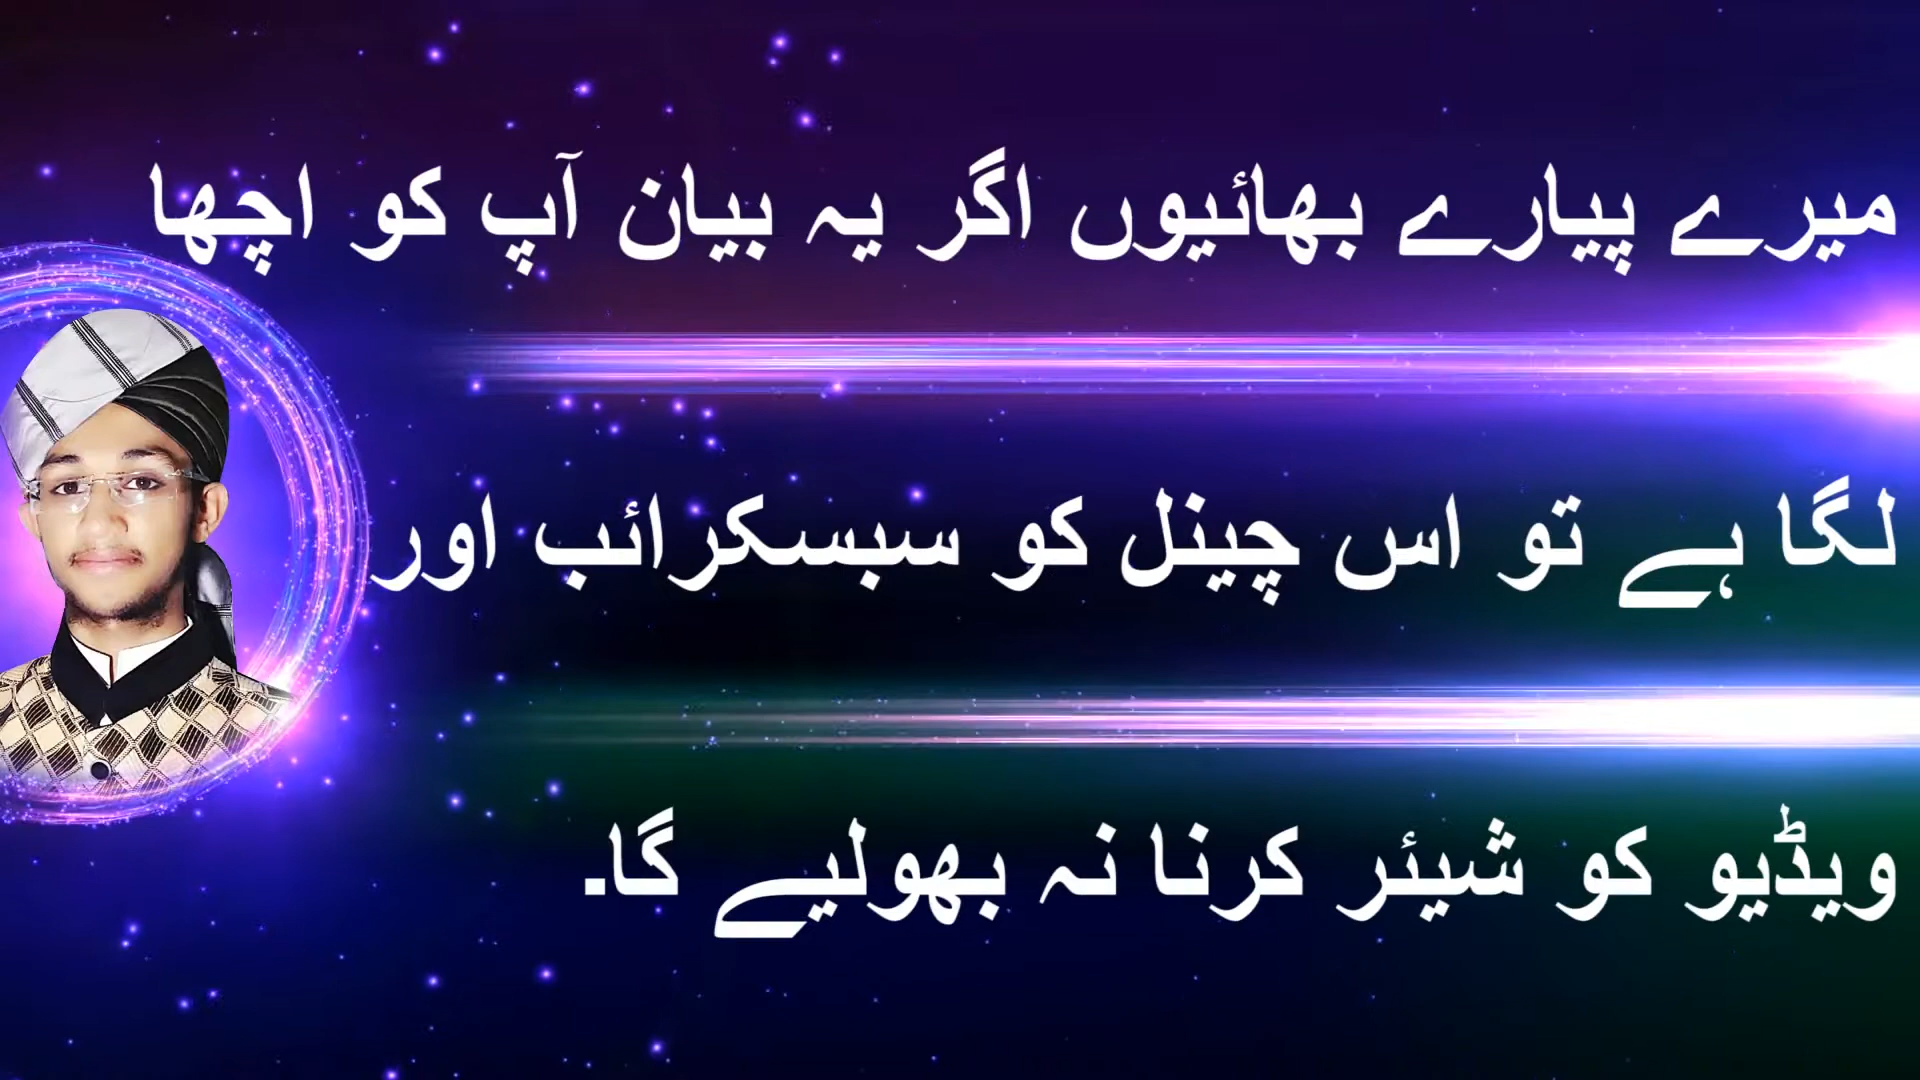 میرے پیارے بھائیوں اگر یہ بیان آپ کو اچھا
لگا ہے تو اس چینل کو سبسکرائب اور
ویڈیو کو شیئر کرنا نہ بھولیے گا.